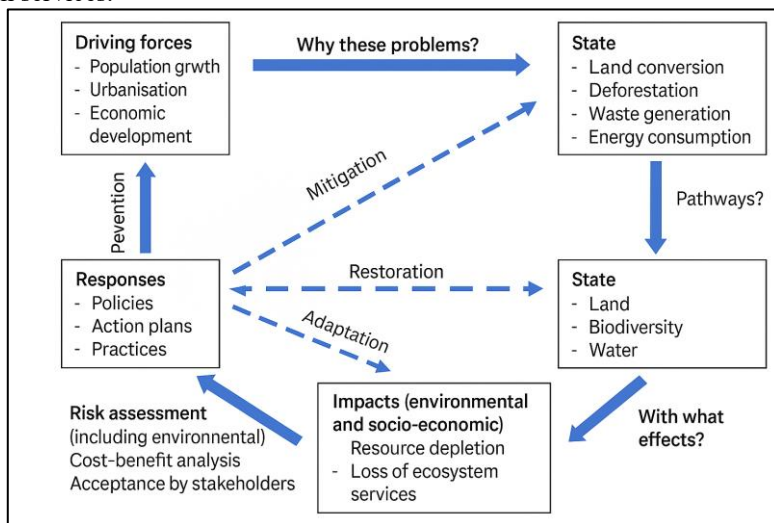 Driving forces
- Population grwth
- Urbanisation
- Economic
development
Why these problems?
State
- Land conversion
- Deforestation
- Waste generation
- Energy consumption
Pevention
Mitigation
Pathways?
Responses
- Policies
- Action plans
- Practices
Restoration
State
- Land
- Biodiversity
- Water
Adaptation
Risk assessment
(including environnental)
Cost-benefit analysis
Acceptance by stakeholders
Impacts (environmental
and socio-economic)
Resource depletion
- Loss of ecosystem
services
With what
effects?